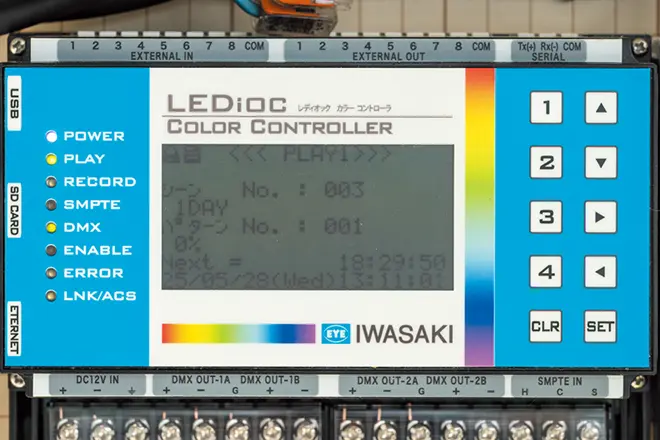 1 2 3 4 5 6 7 8 COM
EXTERNAL IN
1 2 3 4 5 6 7 8 COM
EXTERNAL OUT
Tx(+) Rx(-) COM
SERIAL
USB
SD CARD
ETERNET
POWER
PLAY
RECORD
SMPTE
DMX
ENABLE
ERROR
LNK/ACS
LEDiOC レディオック カラー コントローラ
COLOR CONTROLLER
<<< PLAY1>>>
シーン No. : 003
1DAY
パターン No. : 001
0%
Next = 18:29:50
25/05/28(Wed)13:11:01
EYE IWASAKI
1 ▲
2 ▼
3 ▶
4 ◀
CLR SET
DC12V IN
+ -
DMX OUT-1A DMX OUT-1B
+ - G + -
DMX OUT-2A DMX OUT-2B
+ - G + -
SMPTE IN
H C S